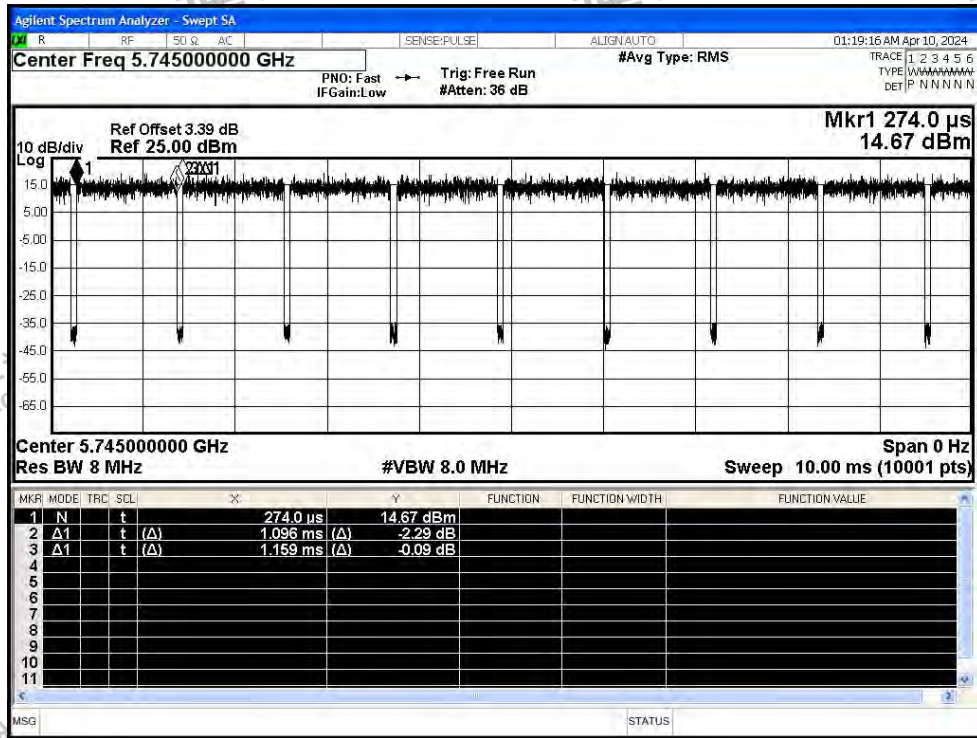 Agilent Spectrum Analyzer - Swept SA
LXI R RF 50 Ω AC SENSE:PULSE ALIGN AUTO 01:19:16 AM Apr 10, 2024
Center Freq 5.745000000 GHz #Avg Type: RMS TRACE 1 2 3 4 5 6
PNO: Fast Trig: Free Run TYPE WWWWWW
IFGain:Low #Atten: 36 dB DET P N N N N N
Mkr1 274.0 µs
Ref Offset 3.39 dB
10 dB/div Ref 25.00 dBm 14.67 dBm
Log
1
15.0
5.00
-5.00
-15.0
-25.0
-35.0
-45.0
-55.0
-65.0
Center 5.745000000 GHz Span 0 Hz
Res BW 8 MHz #VBW 8.0 MHz Sweep 10.00 ms (10001 pts)
MKR MODE TRC SCL X Y FUNCTION FUNCTION WIDTH FUNCTION VALUE
1 N t 274.0 µs 14.67 dBm
2 Δ1 t (Δ) 1.096 ms (Δ) -2.29 dB
3 Δ1 t (Δ) 1.159 ms (Δ) -0.09 dB
4
5
6
7
8
9
10
11
MSG STATUS